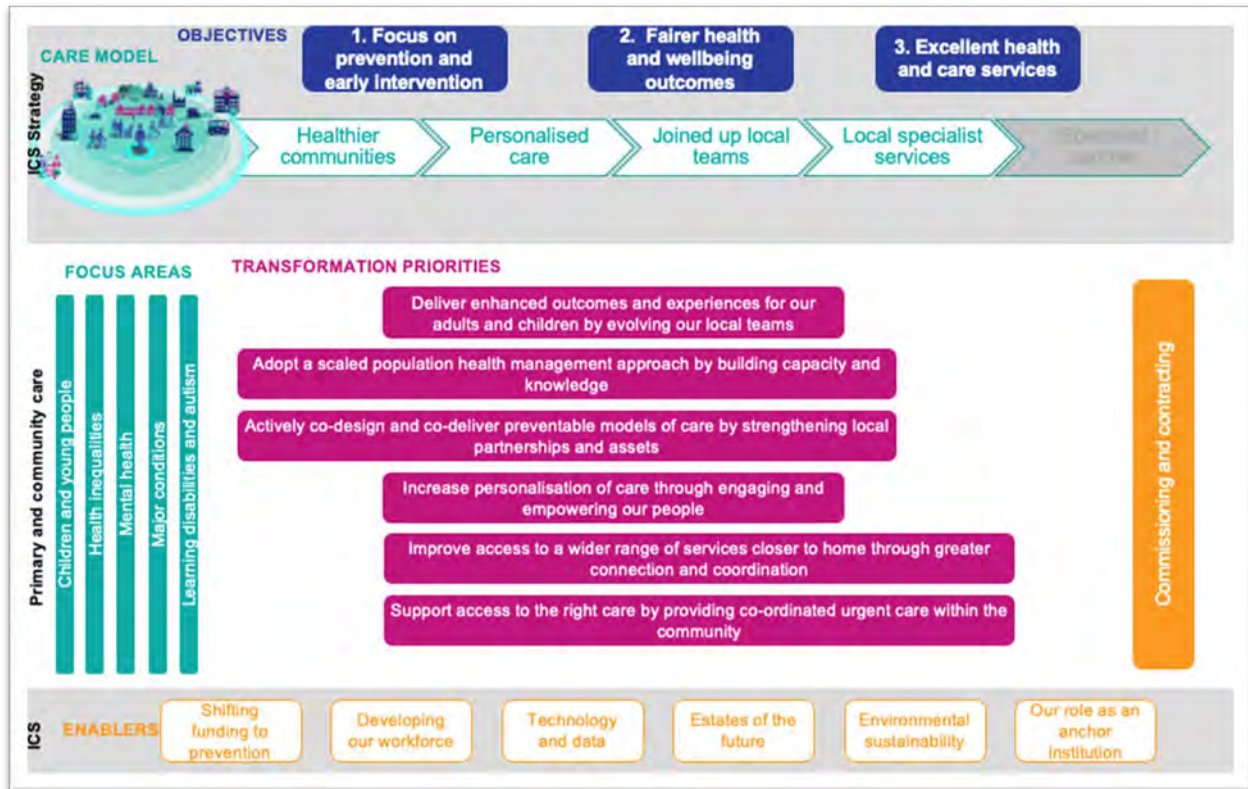 OBJECTIVES
CARE MODEL
ICS Strategy
1. Focus on
prevention and
early intervention
2. Fairer health
and wellbeing
outcomes
3. Excellent health
and care services
Healthier
communities
Personalised
care
Joined up local
teams
Local specialist
services
FOCUS AREAS
TRANSFORMATION PRIORITIES
Primary and community care
Children and young people
Health inequalities
Mental health
Major conditions
Learning disabilities and autism
Deliver enhanced outcomes and experiences for our
adults and children by evolving our local teams
Adopt a scaled population health management approach by building capacity and
knowledge
Actively co-design and co-deliver preventable models of care by strengthening local
partnerships and assets
Increase personalisation of care through engaging and
empowering our people
Improve access to a wider range of services closer to home through greater
connection and coordination
Support access to the right care by providing co-ordinated urgent care within the
community
Commissioning and contracting
ICS
ENABLERS
Shifting
funding to
prevention
Developing
our workforce
Technology
and data
Estates of the
future
Environmental
sustainability
Our role as an
anchor
institution